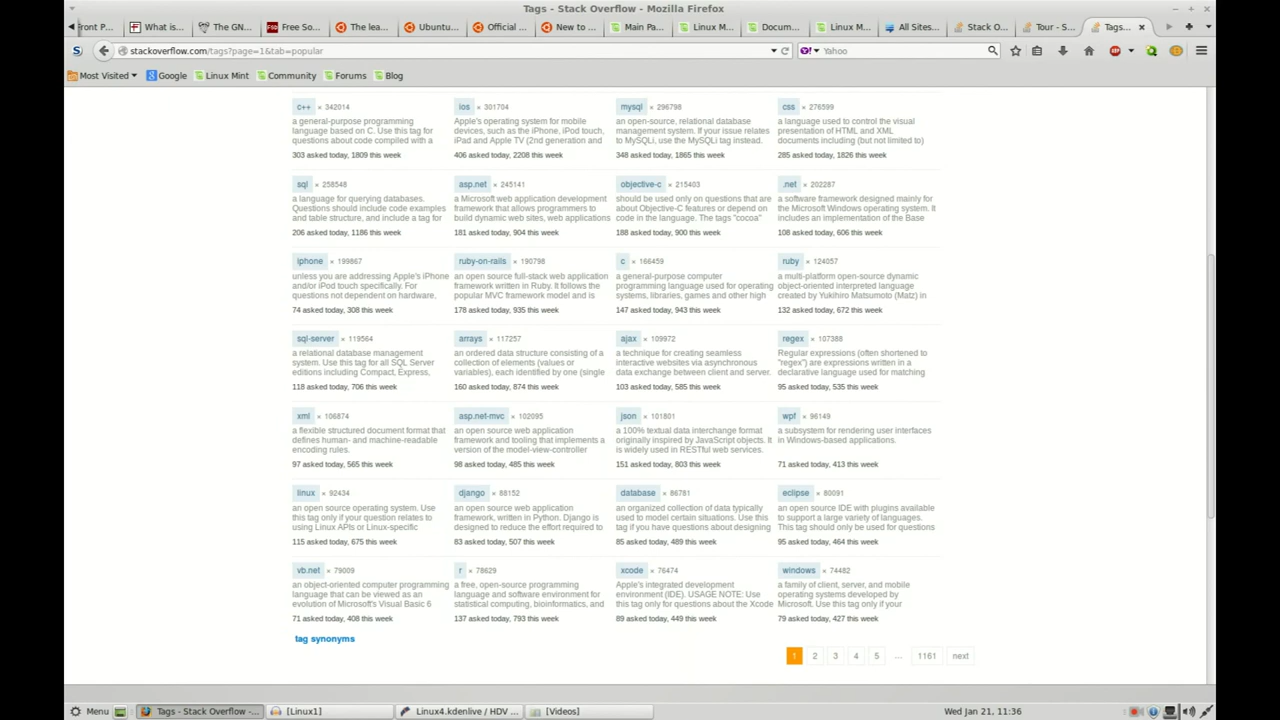 Tags - Stack Overflow - Mozilla Firefox
ront P... What is... The GN... Free So... The lea... Ubuntu... Official ... New to ... Main Pa... Linux M... Docum... Linux M... All Sites... Stack O... Tour - S... Tags...
stackoverflow.com/tags?page=1&tab=popular Yahoo
Most Visited Google Linux Mint Community Forums Blog
c++ × 342014
a general-purpose programming
language based on C. Use this tag for
questions about code compiled with a
303 asked today, 1809 this week
ios × 301704
Apple's operating system for mobile
devices, such as the iPhone, iPod touch,
iPad and Apple TV (2nd generation and
406 asked today, 2208 this week
mysql × 296798
an open-source, relational database
management system. If your issue relates
to MySQLi, use the MySQLi tag instead.
348 asked today, 1865 this week
css × 276599
a language used to control the visual
presentation of HTML and XML
documents including (but not limited to)
285 asked today, 1826 this week
sql × 258548
a language for querying databases.
Questions should include code examples
and table structure, and include a tag for
206 asked today, 1186 this week
asp.net × 245141
a Microsoft web application development
framework that allows programmers to
build dynamic web sites, web applications
181 asked today, 904 this week
objective-c × 215403
should be used only on questions that are
about Objective-C features or depend on
code in the language. The tags "cocoa"
188 asked today, 900 this week
.net × 202287
a software framework designed mainly for
the Microsoft Windows operating system. It
includes an implementation of the Base
108 asked today, 606 this week
iphone × 199867
unless you are addressing Apple's iPhone
and/or iPod touch specifically. For
questions not dependent on hardware,
74 asked today, 308 this week
ruby-on-rails × 190798
an open source full-stack web application
framework written in Ruby. It follows the
popular MVC framework model and is
178 asked today, 935 this week
c × 166459
a general-purpose computer
programming language used for operating
systems, libraries, games and other high
147 asked today, 943 this week
ruby × 124057
a multi-platform open-source dynamic
object-oriented interpreted language
created by Yukihiro Matsumoto (Matz) in
132 asked today, 672 this week
sql-server × 119564
a relational database management
system. Use this tag for all SQL Server
editions including Compact, Express,
118 asked today, 706 this week
arrays × 117257
an ordered data structure consisting of a
collection of elements (values or
variables), each identified by one (single
160 asked today, 874 this week
ajax × 109972
a technique for creating seamless
interactive websites via asynchronous
data exchange between client and server.
103 asked today, 585 this week
regex × 107388
Regular expressions (often shortened to
"regex") are expressions written in a
declarative language used for matching
95 asked today, 535 this week
xml × 106874
a flexible structured document format that
defines human- and machine-readable
encoding rules.
97 asked today, 565 this week
asp.net-mvc × 102095
an open source web application
framework and tooling that implements a
version of the model-view-controller
98 asked today, 485 this week
json × 101801
a 100% textual data interchange format
originally inspired by JavaScript objects. It
is widely used in RESTful web services.
151 asked today, 803 this week
wpf × 96149
a subsystem for rendering user interfaces
in Windows-based applications.
71 asked today, 413 this week
linux × 92434
an open source operating system. Use
this tag only if your question relates to
using Linux APIs or Linux-specific
115 asked today, 675 this week
django × 88152
an open source web application
framework, written in Python. Django is
designed to reduce the effort required to
83 asked today, 507 this week
database × 86781
an organized collection of data typically
used to model certain situations. Use this
tag if you have questions about designing
85 asked today, 489 this week
eclipse × 80091
an open source IDE with plugins available
to support a large variety of languages.
This tag should only be used for questions
95 asked today, 464 this week
vb.net × 79009
an object-oriented computer programming
language that can be viewed as an
evolution of Microsoft's Visual Basic 6
71 asked today, 408 this week
r × 78629
a free, open-source programming
language and software environment for
statistical computing, bioinformatics, and
137 asked today, 793 this week
xcode × 76474
Apple's integrated development
environment (IDE). USAGE NOTE: Use
this tag only for questions about the Xcode
89 asked today, 449 this week
windows × 74482
a family of client, server, and mobile
operating systems developed by
Microsoft. Use this tag only if your
79 asked today, 427 this week
tag synonyms
1 2 3 4 5 ... 1161 next
Menu Tags - Stack Overflow -... [Linux1] Linux4.kdenlive / HDV ... [Videos] Wed Jan 21, 11:36